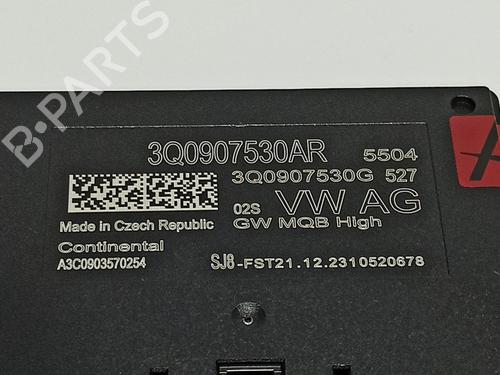 B-PARTS
3Q0907530AR 5504
3Q0907530G 527
02S VW AG
Made in Czech Republic GW MQB High
Continental
A3C0903570254 SJ8-FST21.12.2310520678